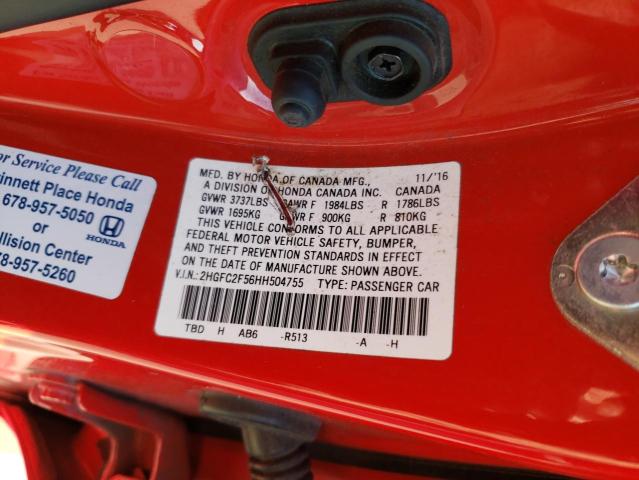 or Service Please Call
innett Place Honda
678-957-5050
HONDA
or
llision Center
8-957-5260
MFD. BY HONDA OF CANADA MFG., 11/'16
A DIVISION OF HONDA CANADA INC. CANADA
GVWR 3737LBS GAWR F 1984LBS R 1786LBS
GVWR 1695KG F 900KG R 810KG
THIS VEHICLE CONFORMS TO ALL APPLICABLE
FEDERAL MOTOR VEHICLE SAFETY, BUMPER,
AND THEFT PREVENTION STANDARDS IN EFFECT
ON THE DATE OF MANUFACTURE SHOWN ABOVE.
V.I.N.: 2HGFC2F56HH504755 TYPE: PASSENGER CAR
TBD H AB6 -R513 -A -H